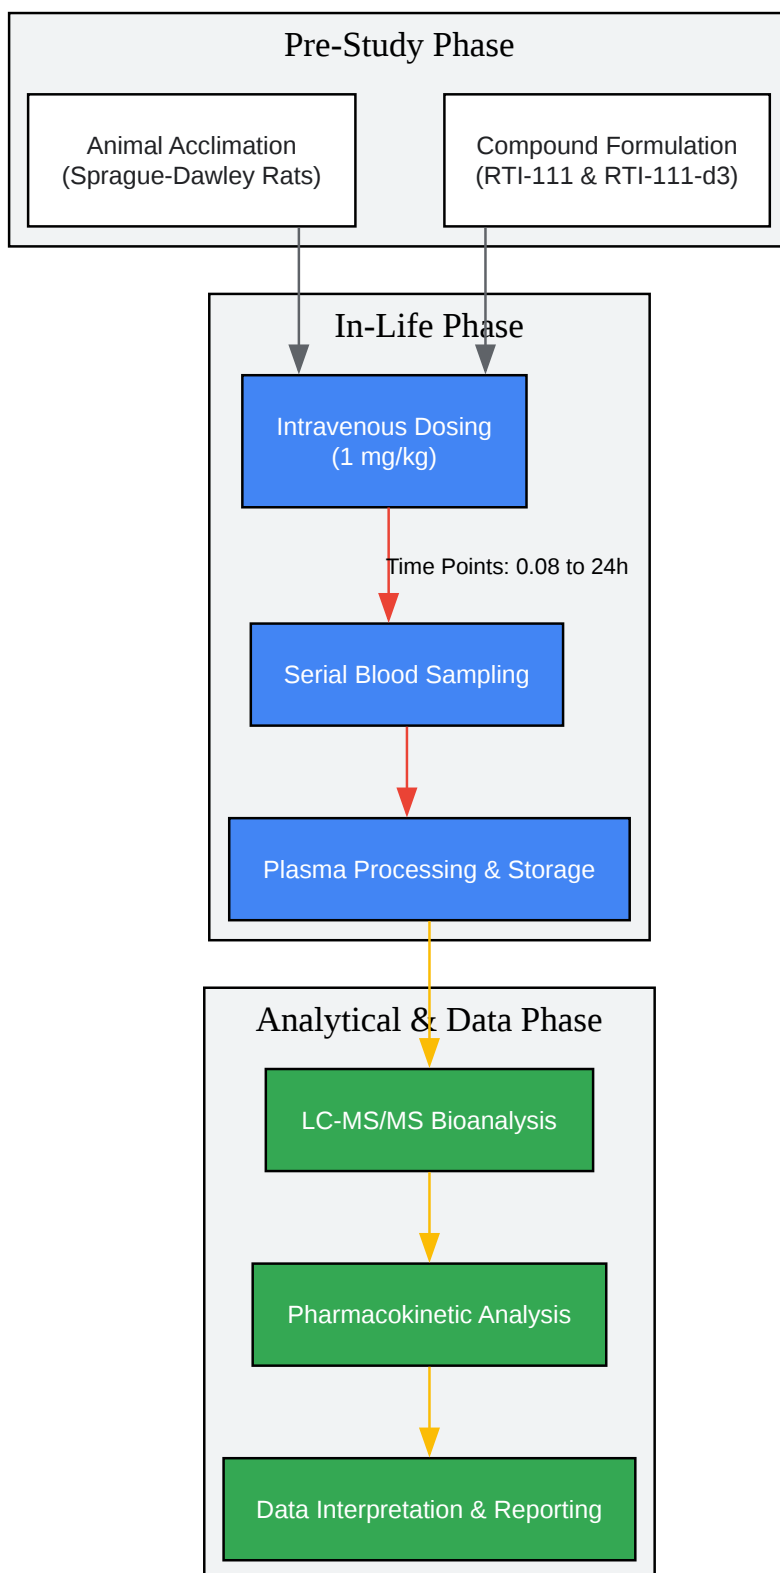 Pre-Study Phase
Animal Acclimation
(Sprague-Dawley Rats)
Compound Formulation
(RTI-111 & RTI-111-d3)
In-Life Phase
Intravenous Dosing
(1 mg/kg)
Time Points: 0.08 to 24h
Serial Blood Sampling
Plasma Processing & Storage
Analytical & Data Phase
LC-MS/MS Bioanalysis
Pharmacokinetic Analysis
Data Interpretation & Reporting